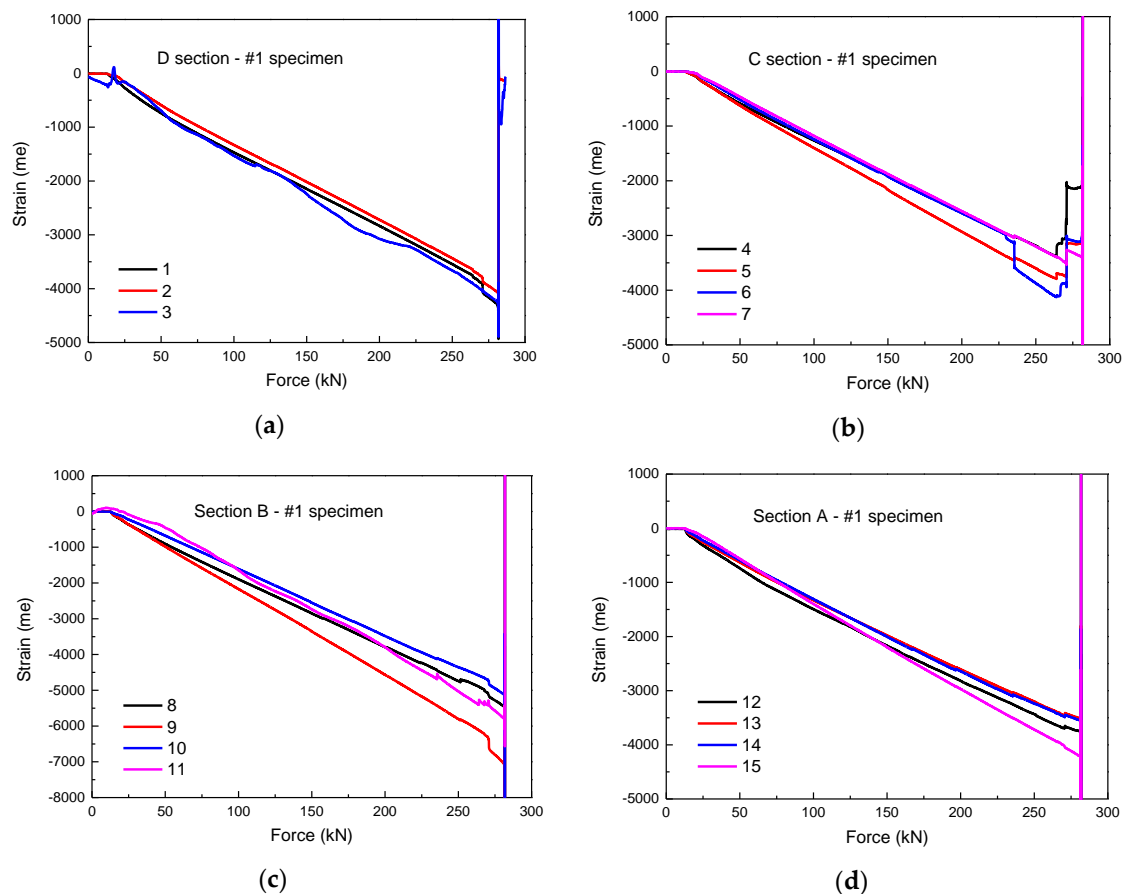 D section - #1 specimen
1000
0
-1000
-2000
-3000
-4000
-5000
Strain (me)
1
2
3
0 50 100 150 200 250 300
Force (kN)
(a)
C section - #1 specimen
1000
0
-1000
-2000
-3000
-4000
-5000
Strain (me)
4
5
6
7
0 50 100 150 200 250 300
Force (kN)
(b)
Section B - #1 specimen
1000
0
-1000
-2000
-3000
-4000
-5000
-6000
-7000
-8000
Strain (me)
8
9
10
11
0 50 100 150 200 250 300
Force (kN)
(c)
Section A - #1 specimen
1000
0
-1000
-2000
-3000
-4000
-5000
Strain (me)
12
13
14
15
0 50 100 150 200 250 300
Force (kN)
(d)